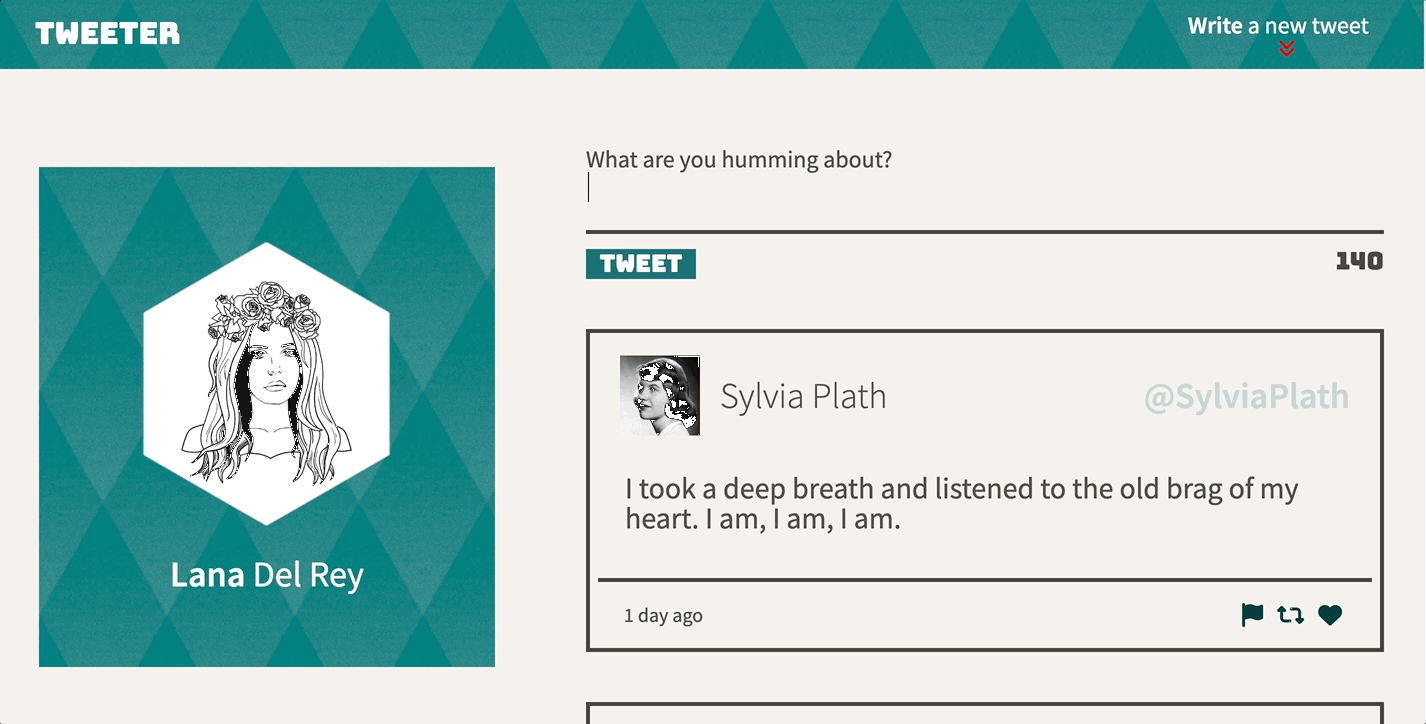 TWEETER
Write a new tweet
What are you humming about?
TWEET
140
Lana Del Rey
Sylvia Plath
@SylviaPlath
I took a deep breath and listened to the old brag of my
heart. I am, I am, I am.
1 day ago